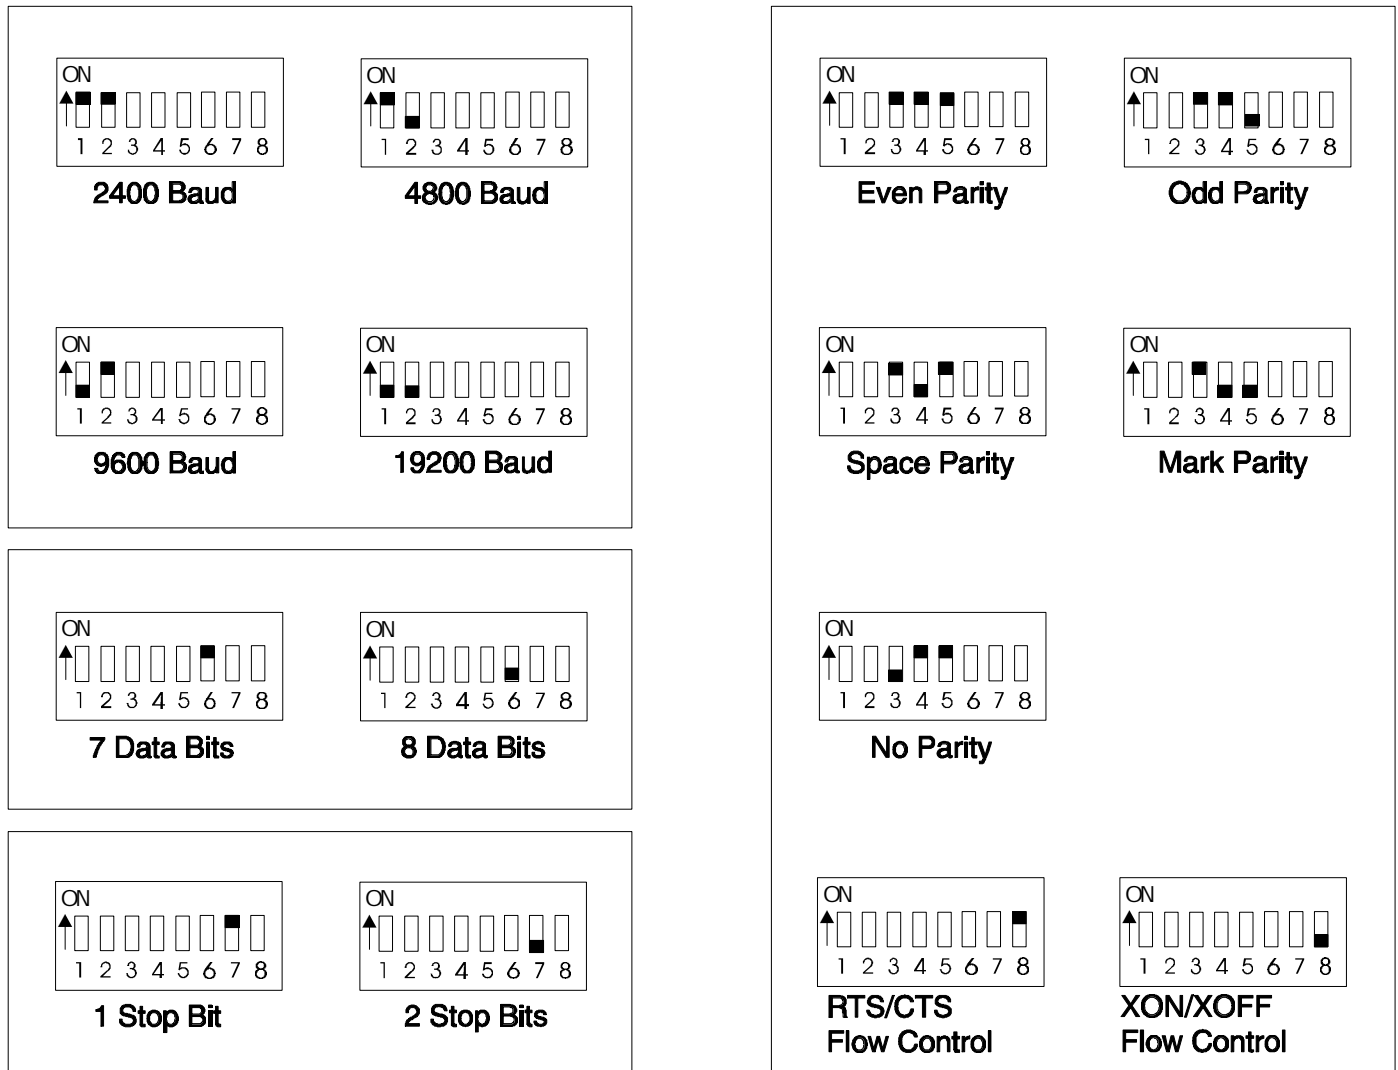 ON
1 2 3 4 5 6 7 8
2400 Baud
ON
1 2 3 4 5 6 7 8
4800 Baud
ON
1 2 3 4 5 6 7 8
9600 Baud
ON
1 2 3 4 5 6 7 8
19200 Baud
ON
1 2 3 4 5 6 7 8
7 Data Bits
ON
1 2 3 4 5 6 7 8
8 Data Bits
ON
1 2 3 4 5 6 7 8
1 Stop Bit
ON
1 2 3 4 5 6 7 8
2 Stop Bits
ON
1 2 3 4 5 6 7 8
Even Parity
ON
1 2 3 4 5 6 7 8
Odd Parity
ON
1 2 3 4 5 6 7 8
Space Parity
ON
1 2 3 4 5 6 7 8
Mark Parity
ON
1 2 3 4 5 6 7 8
No Parity
ON
1 2 3 4 5 6 7 8
RTS/CTS
Flow Control
ON
1 2 3 4 5 6 7 8
XON/XOFF
Flow Control